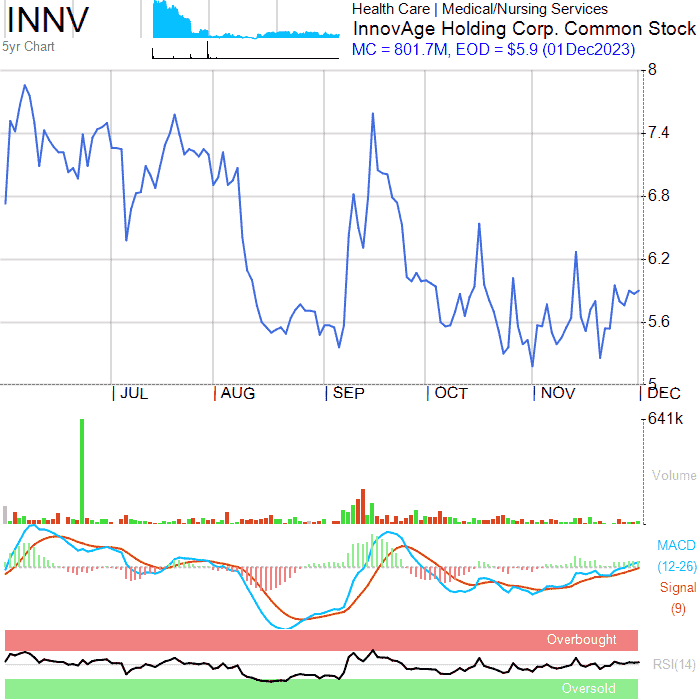 INNV
5yr Chart
Health Care | Medical/Nursing Services
InnovAge Holding Corp. Common Stock
MC = 801.7M, EOD = $5.9 (01Dec2023)
8
7.4
6.8
6.2
5.6
5
JUL
AUG
SEP
OCT
NOV
DEC
641k
Volume
MACD
(12-26)
Signal
(9)
Overbought
RSI(14)
Oversold